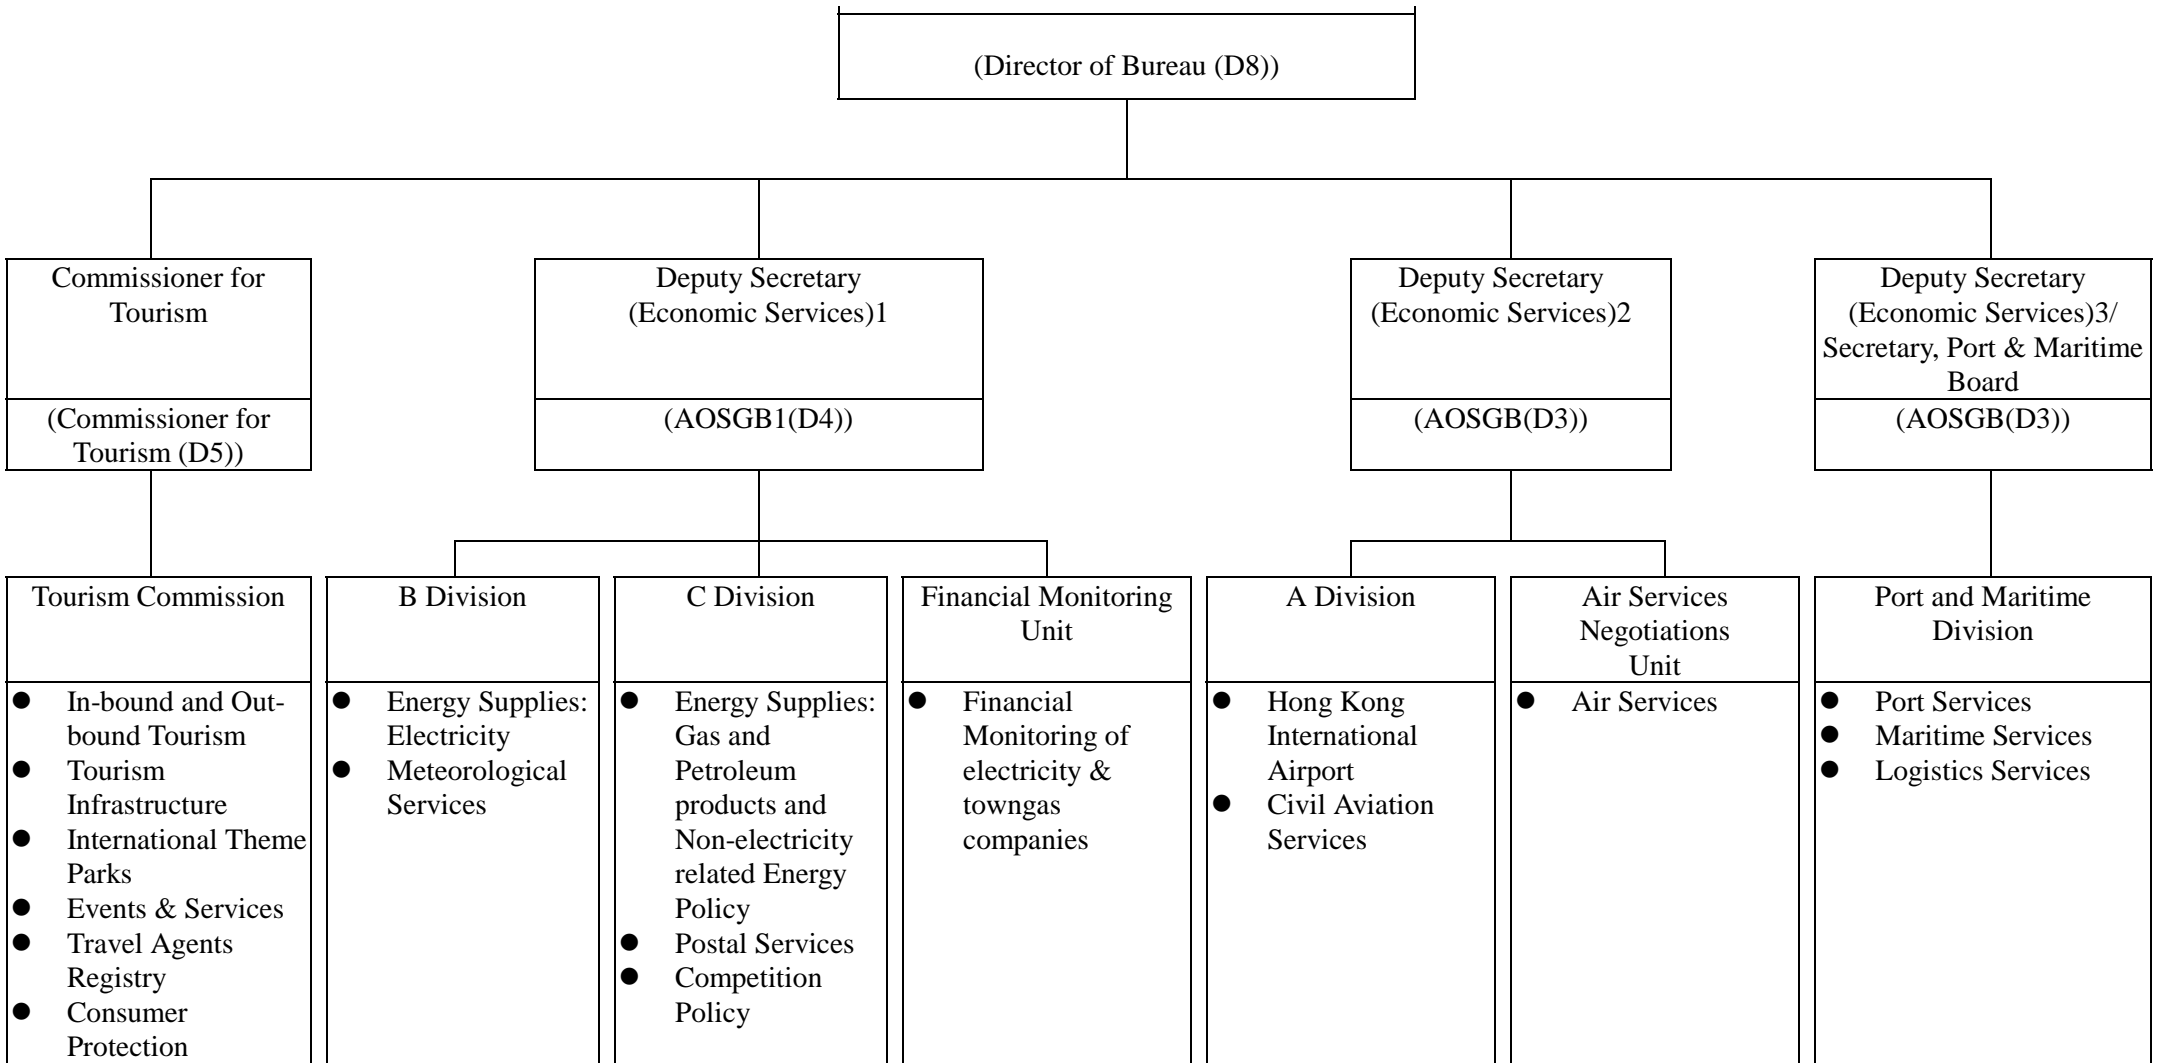 (Director of Bureau (D8))
Commissioner for
Tourism
(Commissioner for
Tourism (D5))
Deputy Secretary
(Economic Services)1
(AOSGB1(D4))
Deputy Secretary
(Economic Services)2
(AOSGB(D3))
Deputy Secretary
(Economic Services)3/
Secretary, Port & Maritime
Board
(AOSGB(D3))
Tourism Commission
● In-bound and Out-
bound Tourism
● Tourism
Infrastructure
● International Theme
Parks
● Events & Services
● Travel Agents
Registry
● Consumer
Protection
B Division
● Energy Supplies:
Electricity
● Meteorological
Services
C Division
● Energy Supplies:
Gas and
Petroleum
products and
Non-electricity
related Energy
Policy
● Postal Services
● Competition
Policy
Financial Monitoring
Unit
● Financial
Monitoring of
electricity &
towngas
companies
A Division
● Hong Kong
International
Airport
● Civil Aviation
Services
Air Services
Negotiations
Unit
● Air Services
Port and Maritime
Division
● Port Services
● Maritime Services
● Logistics Services